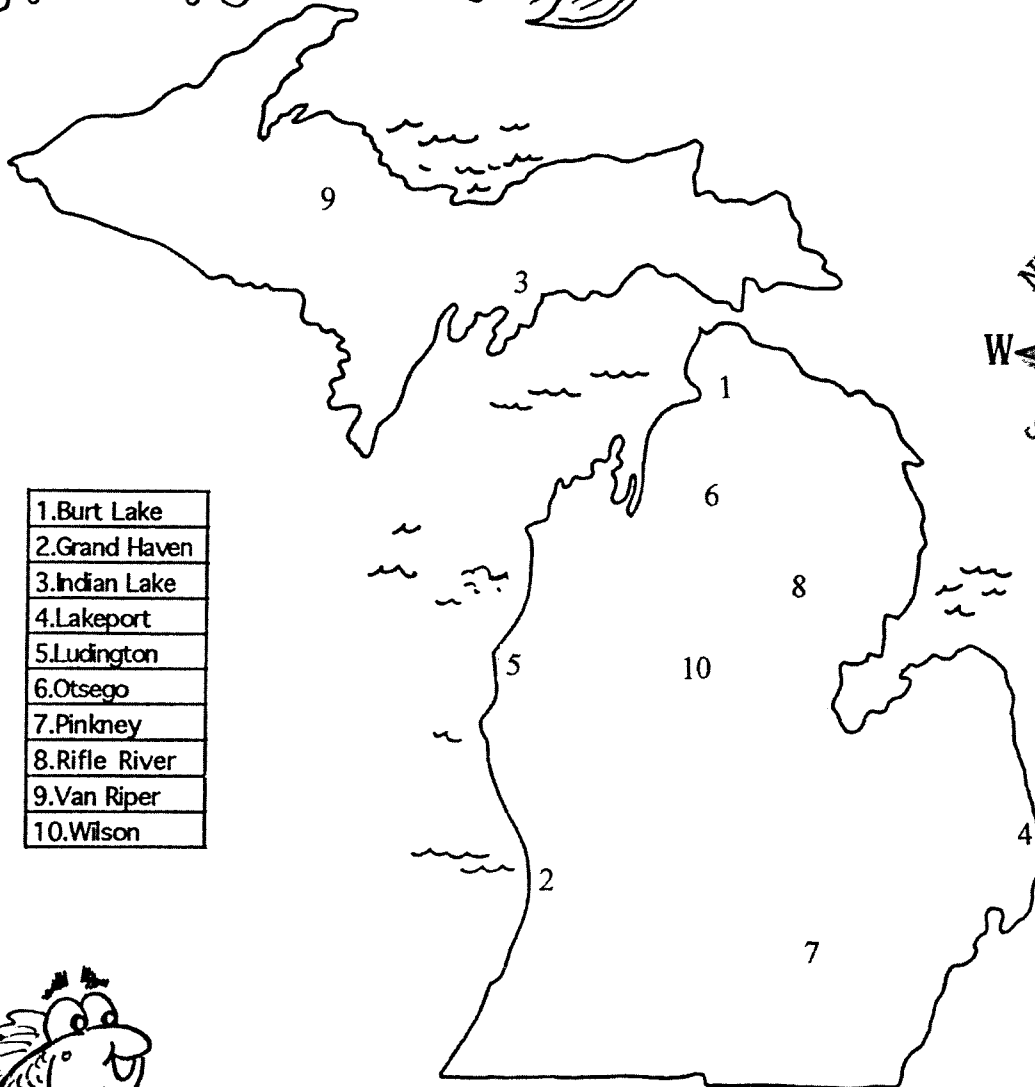 9
3
W
1
1.Burt Lake
2.Grand Haven
3.Indian Lake
4.Lakeport
5.Ludington
6.Otsego
7.Pinkney
8.Rifle River
9.Van Riper
10.Wilson
6
8
5
10
4
2
7